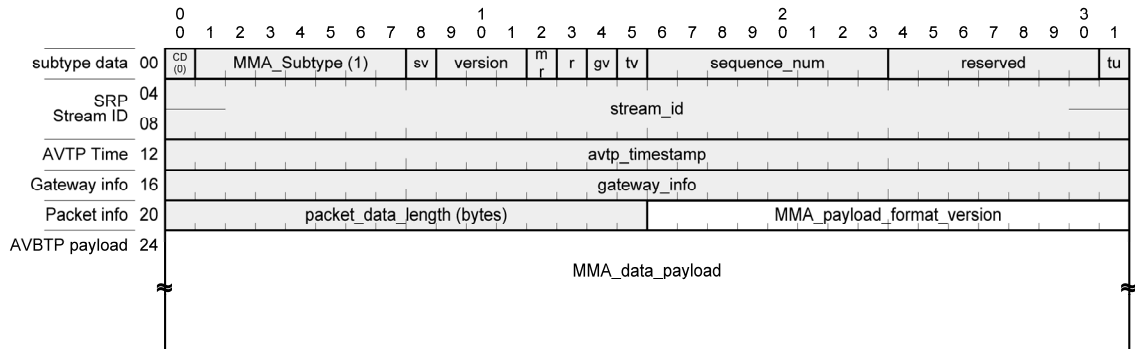 0 1 2 3
0 1 2 3 4 5 6 7 8 9 0 1 2 3 4 5 6 7 8 9 0 1 2 3 4 5 6 7 8 9 0 1
subtype data 00 CD (0) MMA_Subtype (1) sv version m r r gv tv sequence_num reserved tu
SRP Stream ID 04 08 stream_id
AVTP Time 12 avtp_timestamp
Gateway info 16 gateway_info
Packet info 20 packet_data_length (bytes) MMA_payload_format_version
AVBTP payload 24
MMA_data_payload